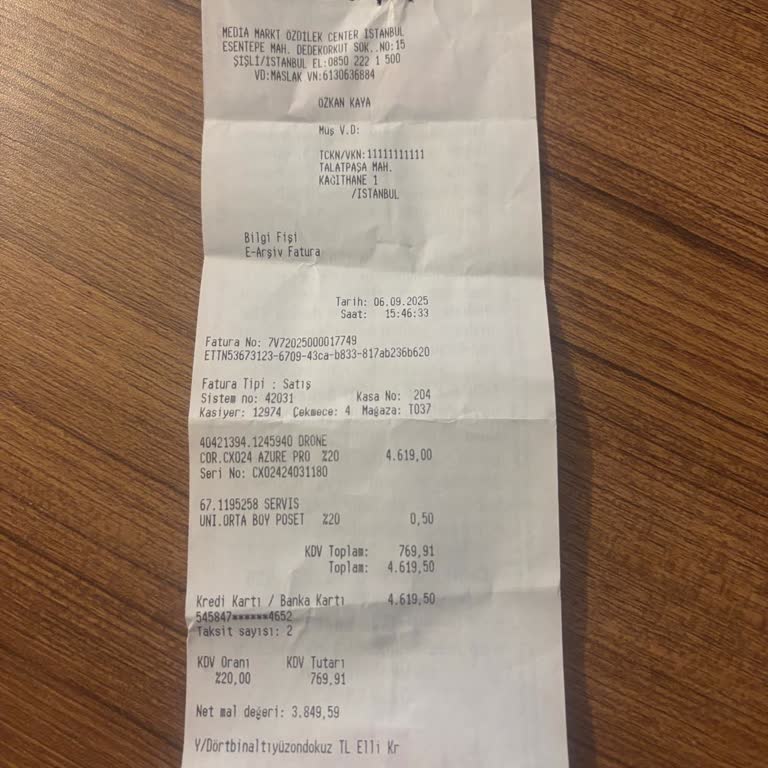 MEDİA MARKT ÖZDİLEK CENTER İSTANBUL
ESENTEPE MAH. DEDEKORKUT SOK..NO:15
ŞİŞLİ/İSTANBUL EL:0850 222 1 500
VD:MASLAK VN:6130636884
ÖZKAN KAYA
Müş V.D:
TCKN/VKN:11111111111
TALATPAŞA MAH.
KAĞITHANE 1
/İSTANBUL
Bilgi Fişi
E-Arşiv Fatura
Tarih: 06.09.2025
Saat: 15:46:33
Fatura No: 7V72025000017749
ETTN53673123-6709-43ca-b833-817ab236b620
Fatura Tipi : Satış
Sistem no: 42031 Kasa No: 204
Kasiyer: 12974 Çekmece: 4 Mağaza: T037
40421394.1245940 DRONE
COR.CX024 AZURE PRO %20 4.619,00
Seri No: CX02424031180
67.1195258 SERVIS
UNI.ORTA BOY POSET %20 0,50
KDV Toplam: 769,91
Toplam: 4.619,50
Kredi Kartı / Banka Kartı 4.619,50
545847******4652
Taksit sayısı: 2
KDV Oranı KDV Tutarı
%20,00 769,91
Net mal değeri: 3.849,59
Y/Dörtbinaltıyüzondokuz TL Elli Kr